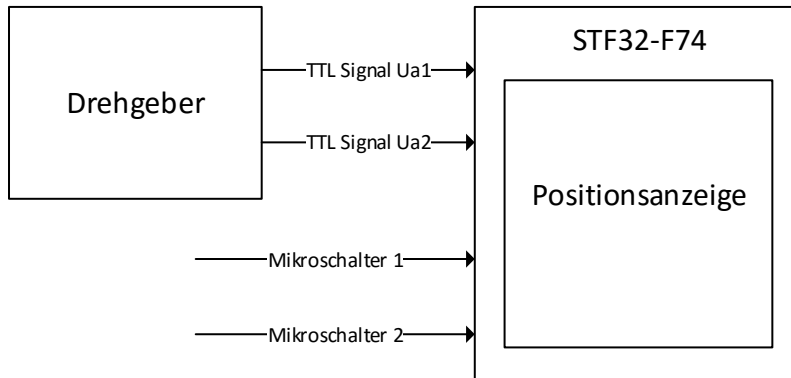 Drehgeber
TTL Signal Ua1
TTL Signal Ua2
Mikroschalter 1
Mikroschalter 2
STF32-F74
Positionsanzeige